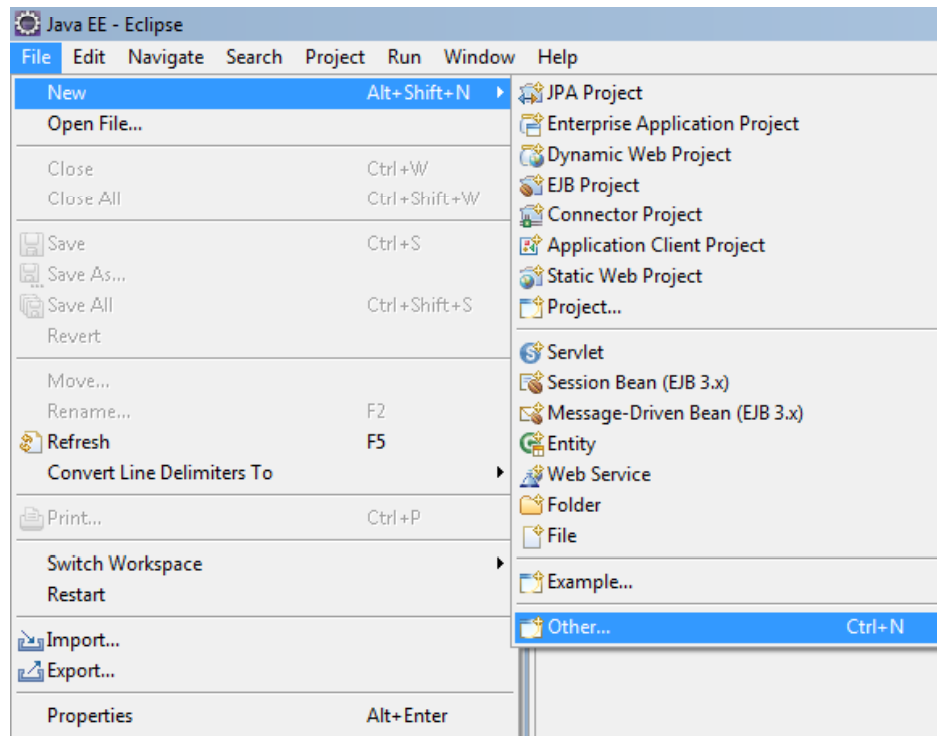 Java EE - Eclipse
File Edit Navigate Search Project Run Window Help
New Alt+Shift+N
Open File...
Close Ctrl+W
Close All Ctrl+Shift+W
Save Ctrl+S
Save As...
Save All Ctrl+Shift+S
Revert
Move...
Rename... F2
Refresh F5
Convert Line Delimiters To
Print... Ctrl+P
Switch Workspace
Restart
Import...
Export...
Properties Alt+Enter
JPA Project
Enterprise Application Project
Dynamic Web Project
EJB Project
Connector Project
Application Client Project
Static Web Project
Project...
Servlet
Session Bean (EJB 3.x)
Message-Driven Bean (EJB 3.x)
Entity
Web Service
Folder
File
Example...
Other... Ctrl+N